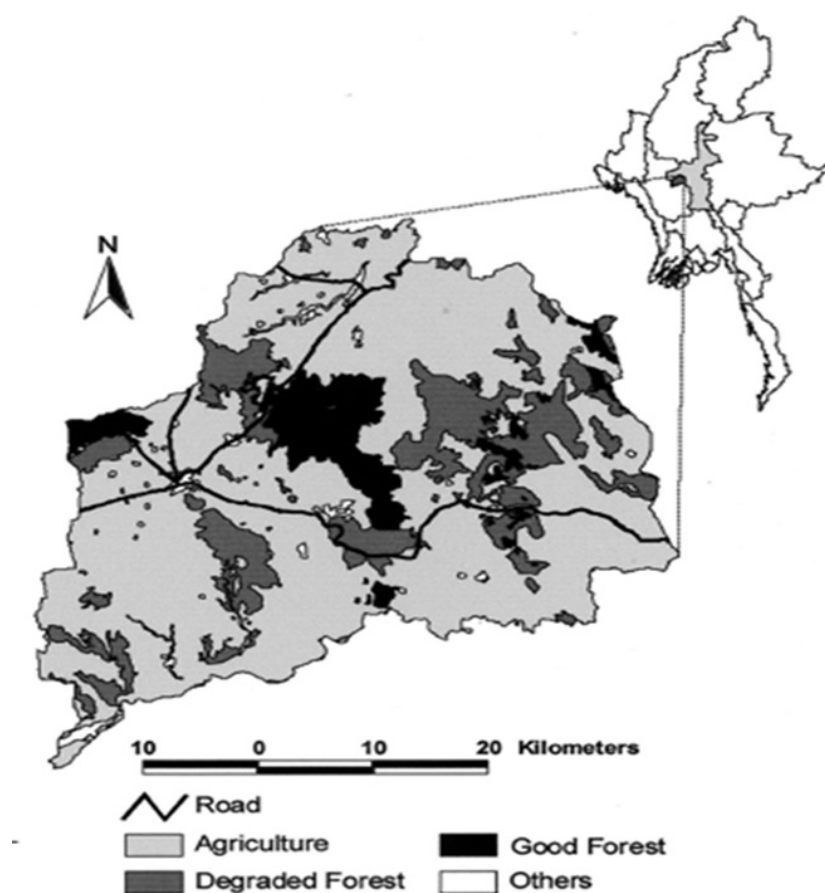 N
10 0 10 20 Kilometers
Road
Agriculture Good Forest
Degraded Forest Others